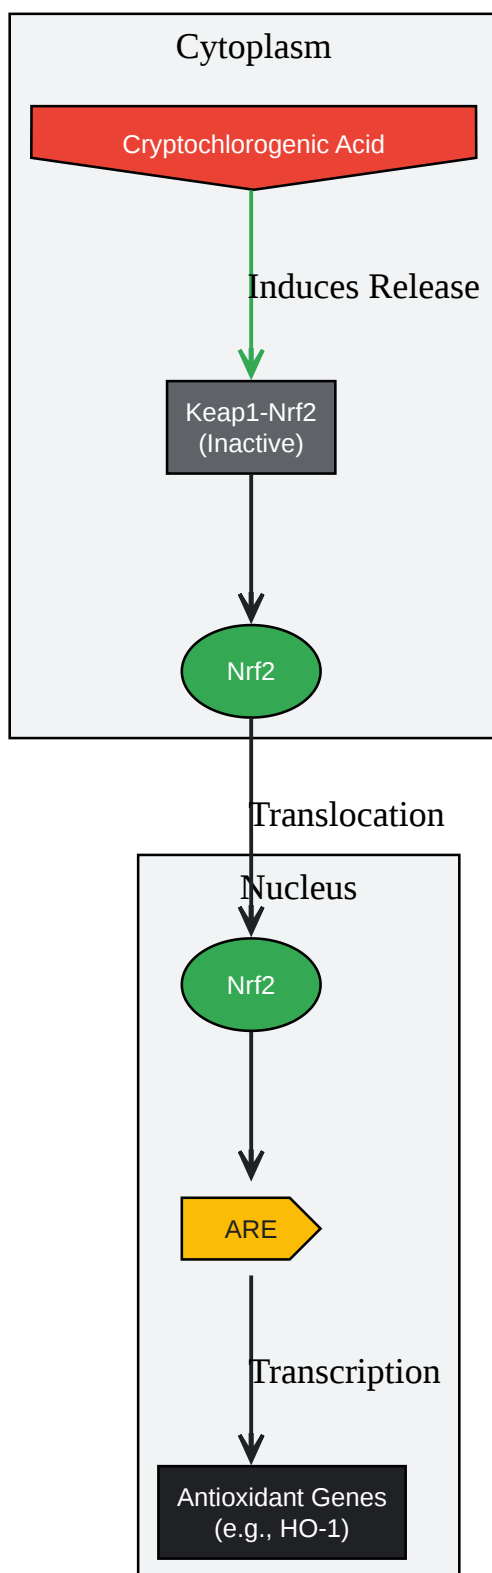 Cytoplasm
Cryptochlorogenic Acid
Induces Release
Keap1-Nrf2
(Inactive)
Nrf2
Translocation
Nucleus
Nrf2
ARE
Transcription
Antioxidant Genes
(e.g., HO-1)